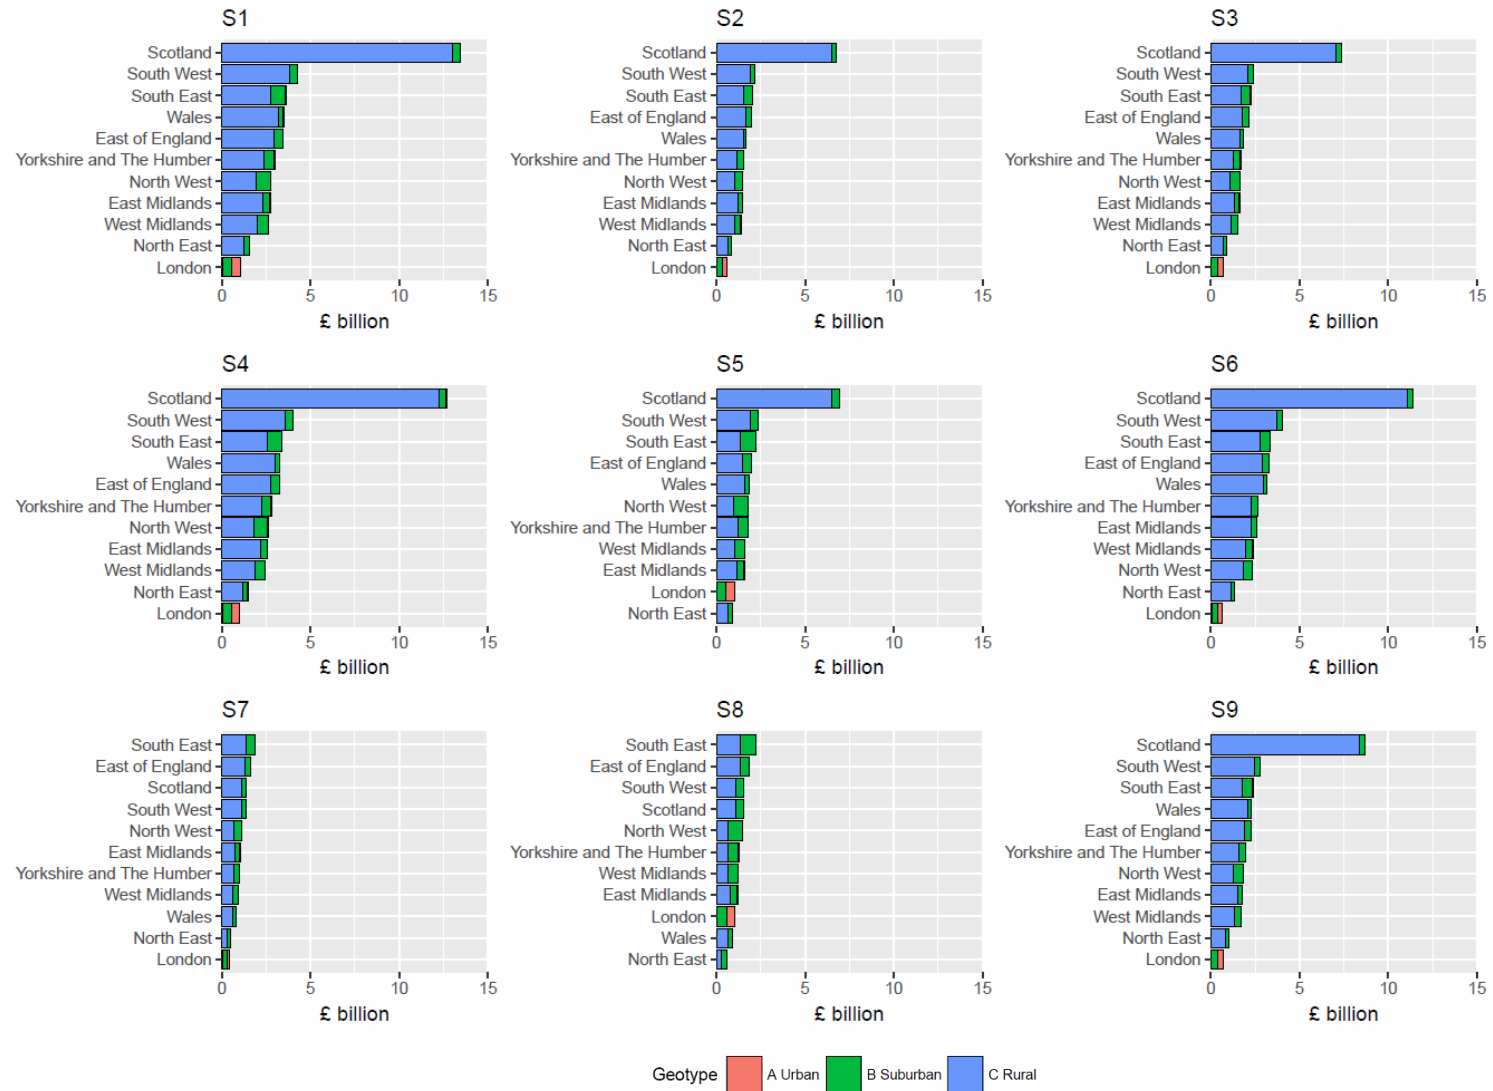 S1
Scotland
South West
South East
Wales
East of England
Yorkshire and The Humber
North West
East Midlands
West Midlands
North East
London
0 5 10 15
£ billion
S2
Scotland
South West
South East
East of England
Wales
Yorkshire and The Humber
North West
East Midlands
West Midlands
North East
London
0 5 10 15
£ billion
S3
Scotland
South West
South East
East of England
Wales
Yorkshire and The Humber
North West
East Midlands
West Midlands
North East
London
0 5 10 15
£ billion
S4
Scotland
South West
South East
Wales
East of England
Yorkshire and The Humber
North West
East Midlands
West Midlands
North East
London
0 5 10 15
£ billion
S5
Scotland
South West
South East
East of England
Wales
North West
Yorkshire and The Humber
West Midlands
East Midlands
London
North East
0 5 10 15
£ billion
S6
Scotland
South West
South East
East of England
Wales
Yorkshire and The Humber
East Midlands
West Midlands
North West
North East
London
0 5 10 15
£ billion
S7
South East
East of England
Scotland
South West
North West
East Midlands
Yorkshire and The Humber
West Midlands
Wales
North East
London
0 5 10 15
£ billion
S8
South East
East of England
South West
Scotland
North West
Yorkshire and The Humber
West Midlands
East Midlands
London
Wales
North East
0 5 10 15
£ billion
S9
Scotland
South West
South East
Wales
East of England
Yorkshire and The Humber
North West
East Midlands
West Midlands
North East
London
0 5 10 15
£ billion
Geotype A Urban B Suburban C Rural